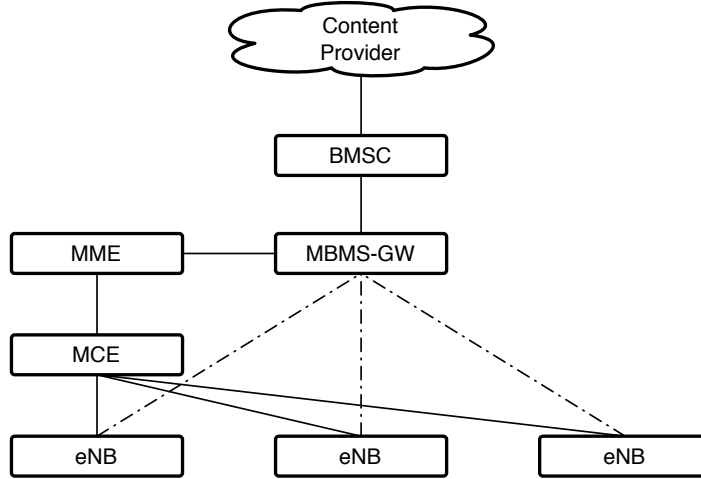 Content
Provider
BMSC
MME
MBMS-GW
MCE
eNB
eNB
eNB